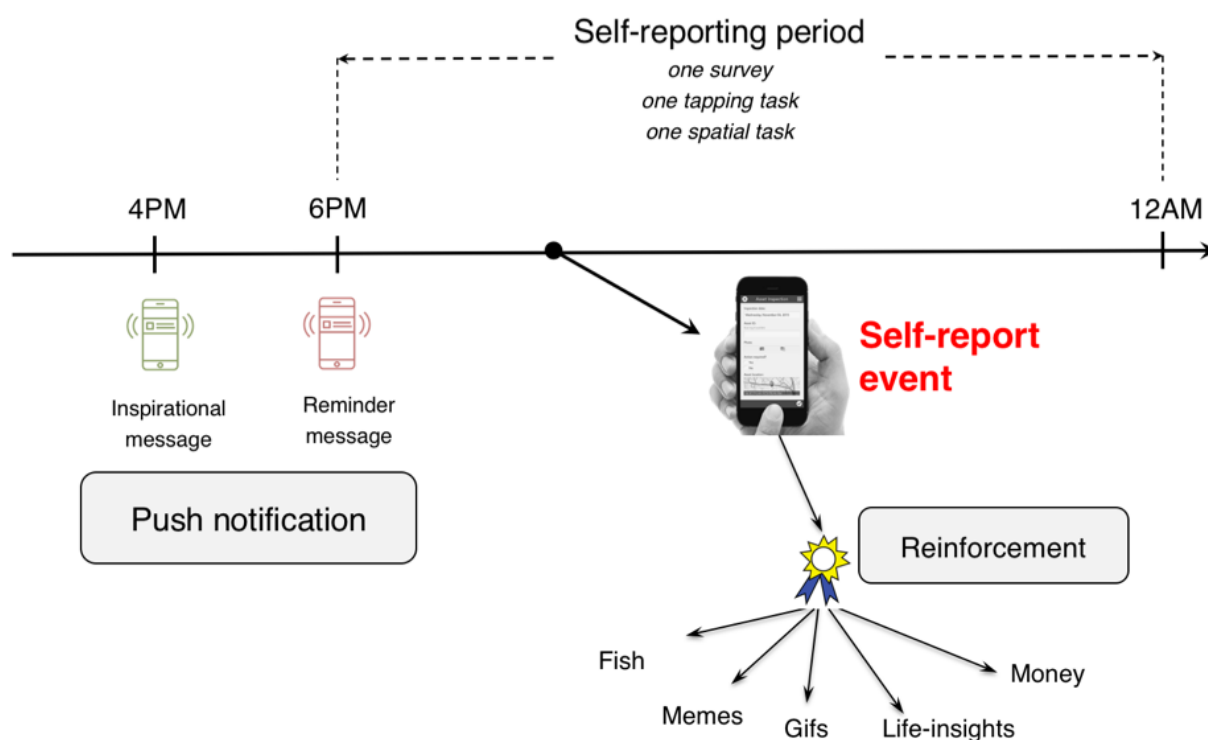 Self-reporting period
one survey
one tapping task
one spatial task
4PM
6PM
12AM
Inspirational
message
Reminder
message
Self-report
event
Push notification
Reinforcement
Fish
Memes
Gifs
Life-insights
Money